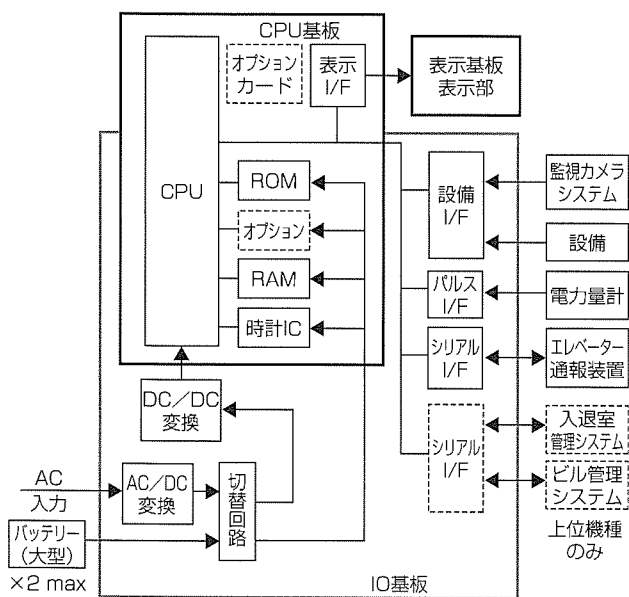 CPU基板
CPU
オプション
カード
表示
I/F
表示基板
表示部
ROM
オプション
RAM
時計IC
設備
I/F
監視カメラ
システム
設備
パルス
I/F
電力量計
シリアル
I/F
エレベーター
通報装置
シリアル
I/F
入退室
管理システム
ビル管理
システム
上位機種
のみ
DC/DC
変換
AC
入力
AC/DC
変換
切替回路
バッテリー
(大型)
×2 max
IO基板